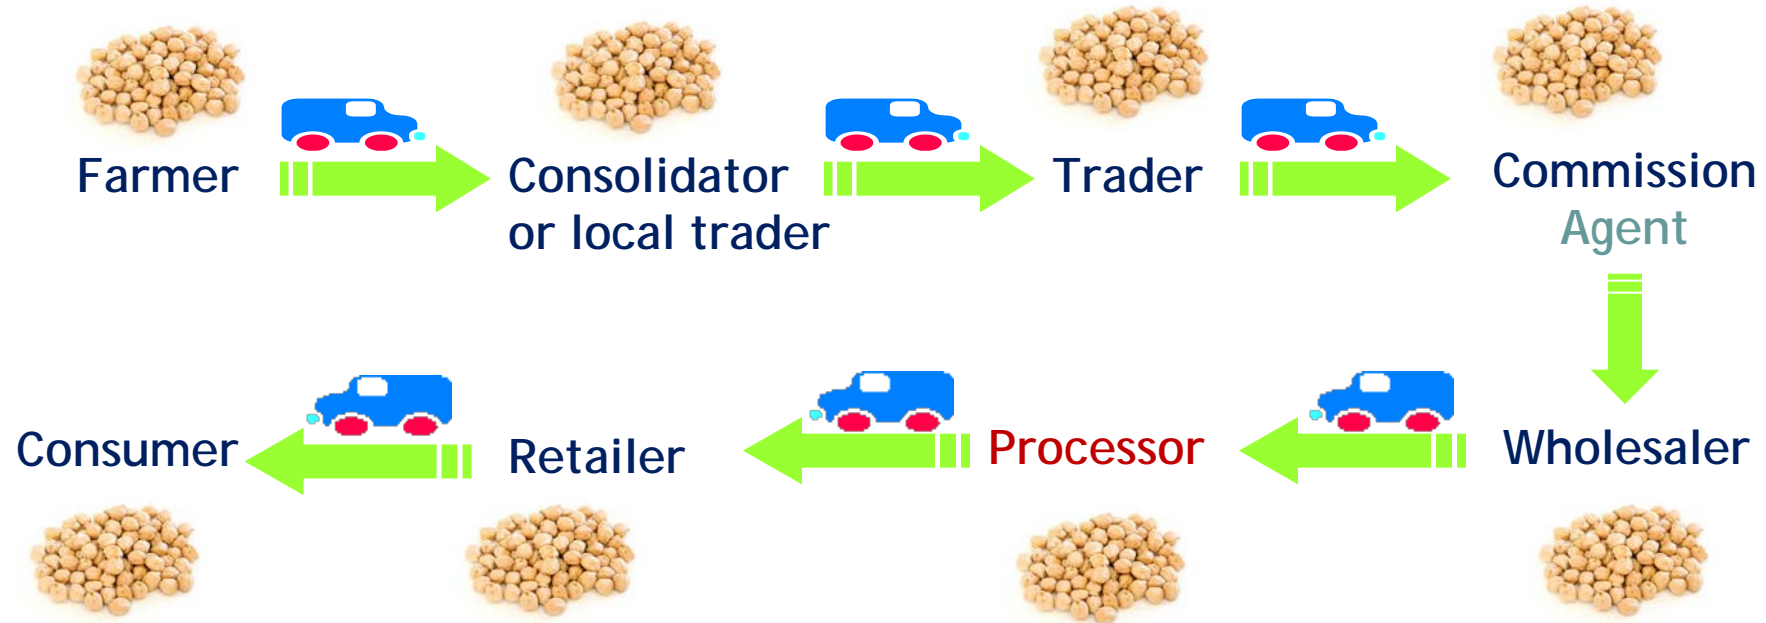 Farmer
Consolidator
or local trader
Trader
Commission
Agent
Consumer
Retailer
Processor
Wholesaler